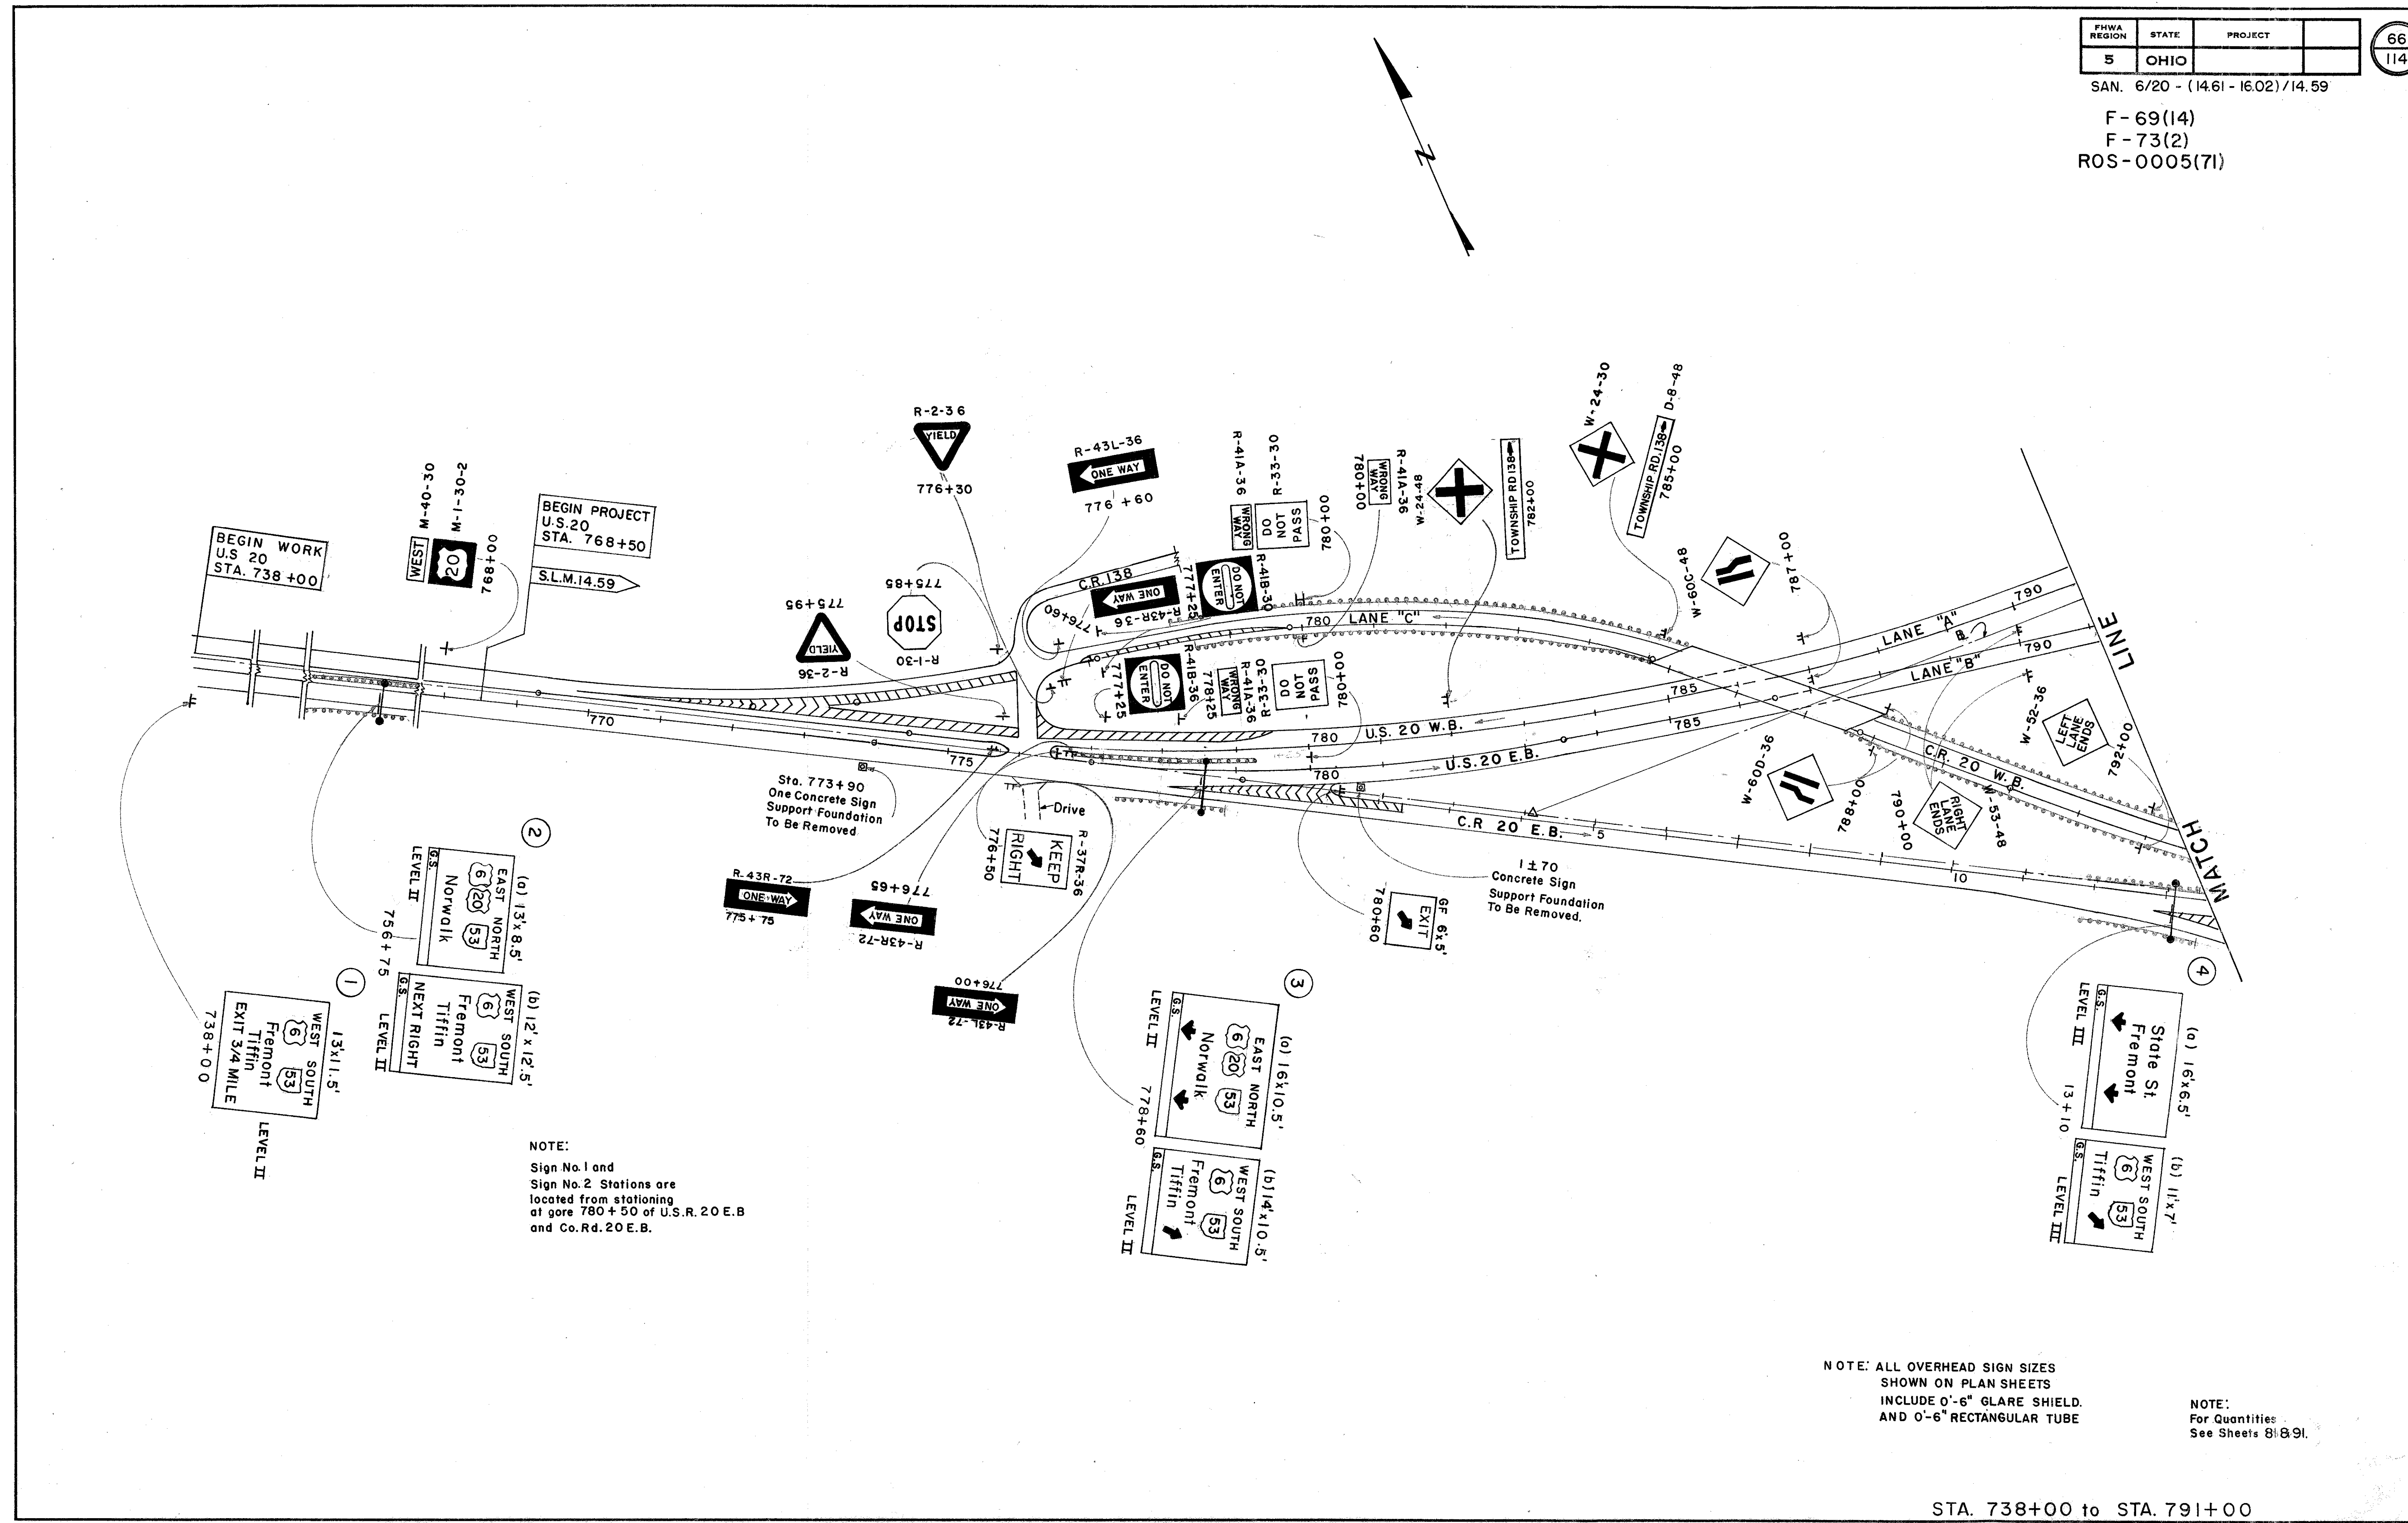 FHWA REGION STATE PROJECT
5 OHIO
66
114
SAN. 6/20 - (14.61 - 16.02)/14.59
F-69(14)
F-73(2)
ROS-0005(71)
N
BEGIN WORK
U.S 20
STA. 738+00
WEST
20
M-40-30
M-1-30-2
768+00
BEGIN PROJECT
U.S.20
STA. 768+50
S.L.M.14.59
R-2-36
YIELD
776+30
R-43L-36
ONE WAY
776+60
C.R.138
775+85
STOP
R-1-30
775+95
YIELD
R-2-36
ONE WAY
R-43R-36
776+60
777+25
DO NOT
ENTER
R-41B-30
R-41A-36
WRONG
WAY
R-33-30
DO
NOT
PASS
780+00
780+00
WRONG
WAY
R-41A-36
W-24-48
TOWNSHIP RD138
782+00
W-24-30
TOWNSHIP RD.138
D-8-48
785+00
W-60C-48
787+00
780 LANE "C"
777+25
DO NOT
ENTER
R-41B-36
778+25
WRONG
WAY
R-41A-36
R-33-30
DO
NOT
PASS
780+00
LANE "A" 790
LANE "B" 790
785
785
780 U.S. 20 W.B.
780 U.S.20 E.B.
770
775
C.R. 20 W.B.
C.R 20 E.B. 5
10
MATCH LINE
W-52-36
LEFT
LANE
ENDS
792+00
W-60D-36
788+00
790+00
RIGHT
LANE
ENDS
W-53-48
Sta. 773+90
One Concrete Sign
Support Foundation
To Be Removed
Drive
R-37R-36
KEEP
RIGHT
776+50
R-43R-72
ONE WAY
775+75
776+65
ONE WAY
R-43R-72
776+00
ONE WAY
R-43L-72
GF 6'x5'
EXIT
780+60
1±70
Concrete Sign
Support Foundation
To Be Removed.
1
13'x11.5'
WEST SOUTH
6 53
Fremont
Tiffin
EXIT 3/4 MILE
738+00
LEVEL II
2
(a) 13'x8.5'
EAST NORTH
6 20 53
Norwalk
G.S.
LEVEL II
756+75
(b) 12'x12.5'
WEST SOUTH
6 53
Fremont
Tiffin
NEXT RIGHT
G.S.
LEVEL II
3
(a) 16'x10.5'
EAST NORTH
6 20 53
Norwalk
G.S.
LEVEL II
778+60
(b) 14'x10.5'
WEST SOUTH
6 53
Fremont
Tiffin
G.S.
LEVEL II
4
(a) 16'x6.5'
State St.
Fremont
G.S.
LEVEL III
13+10
(b) 11'x7'
WEST SOUTH
6 53
Tiffin
G.S.
LEVEL III
NOTE:
Sign No.1 and
Sign No.2 Stations are
located from stationing
at gore 780+50 of U.S.R. 20 E.B
and Co.Rd. 20 E.B.
NOTE: ALL OVERHEAD SIGN SIZES
SHOWN ON PLAN SHEETS
INCLUDE 0'-6" GLARE SHIELD.
AND 0'-6" RECTANGULAR TUBE
NOTE:
For Quantities
See Sheets 81&91.
STA. 738+00 to STA. 791+00